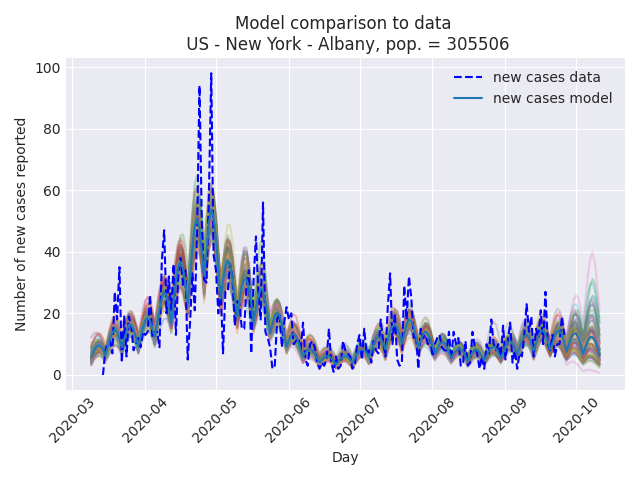 Model comparison to data
US - New York - Albany, pop. = 305506
new cases data
new cases model
Number of new cases reported
100
80
60
40
20
0
2020-03
2020-04
2020-05
2020-06
2020-07
2020-08
2020-09
2020-10
Day